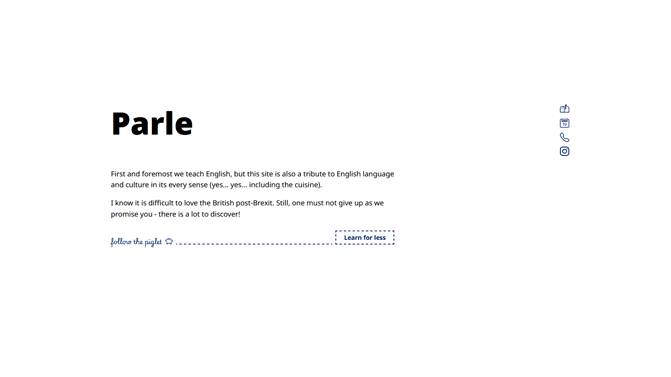 Parle
First and foremost we teach English, but this site is also a tribute to English language
and culture in its every sense (yes... yes... including the cuisine).
I know it is difficult to love the British post-Brexit. Still, one must not give up as we
promise you - there is a lot to discover!
follow the piglet
Learn for less